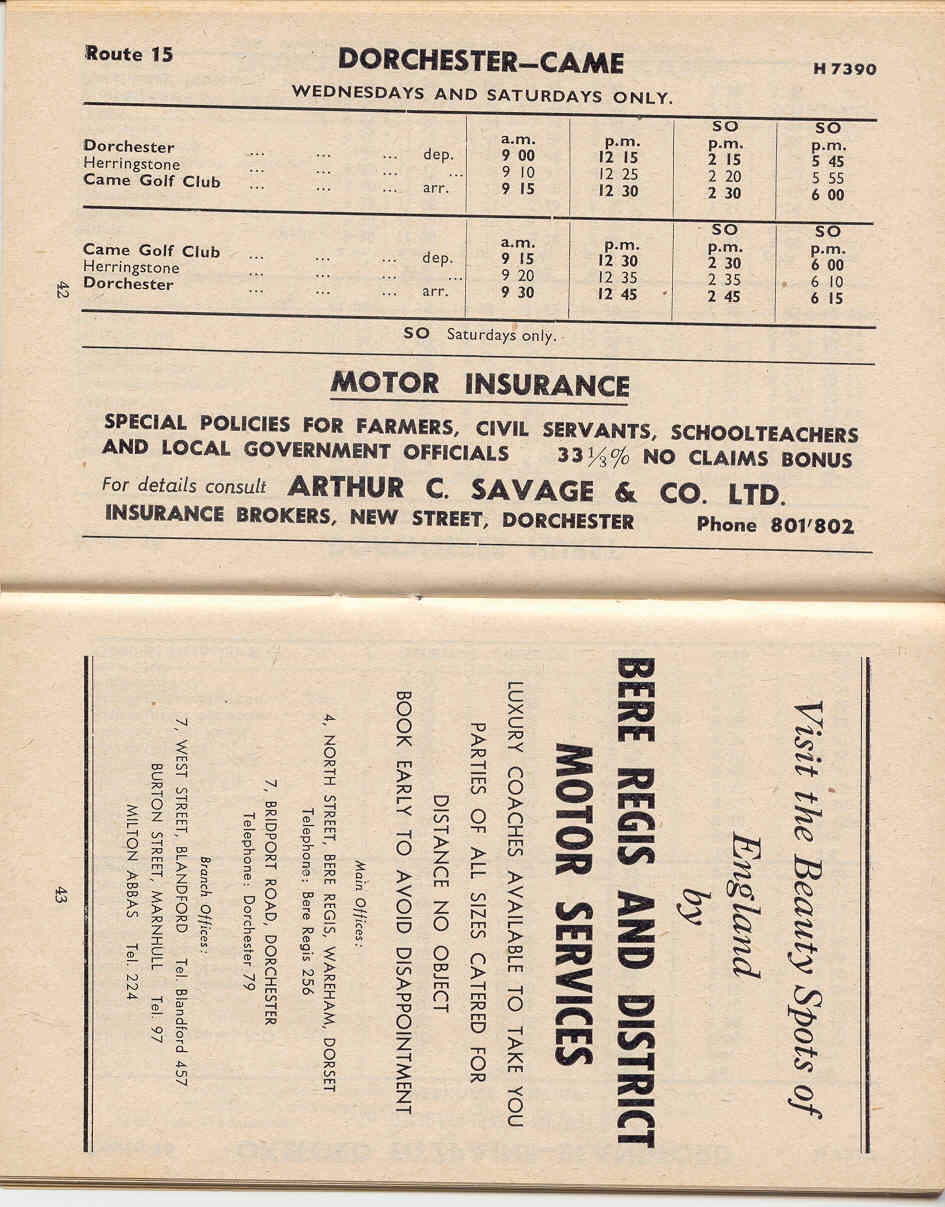 Route 15 DORCHESTER—CAME H 7390
WEDNESDAYS AND SATURDAYS ONLY.
SO SO
a.m. p.m. p.m. p.m.
Dorchester ... ... ... dep. 9 00 12 15 2 15 5 45
Herringstone ... ... ... ... 9 10 12 25 2 20 5 55
Came Golf Club ... ... ... arr. 9 15 12 30 2 30 6 00
SO SO
a.m. p.m. p.m. p.m.
Came Golf Club ... ... ... dep. 9 15 12 30 2 30 6 00
Herringstone ... ... ... ... 9 20 12 35 2 35 6 10
Dorchester ... ... ... arr. 9 30 12 45 2 45 6 15
SO Saturdays only.
42
MOTOR INSURANCE
SPECIAL POLICIES FOR FARMERS, CIVIL SERVANTS, SCHOOLTEACHERS
AND LOCAL GOVERNMENT OFFICIALS 33⅓% NO CLAIMS BONUS
For details consult ARTHUR C. SAVAGE & CO. LTD.
INSURANCE BROKERS, NEW STREET, DORCHESTER Phone 801'802
Visit the Beauty Spots of
England
by
BERE REGIS AND DISTRICT
MOTOR SERVICES
LUXURY COACHES AVAILABLE TO TAKE YOU
PARTIES OF ALL SIZES CATERED FOR
DISTANCE NO OBJECT
BOOK EARLY TO AVOID DISAPPOINTMENT
Main Offices:
4, NORTH STREET, BERE REGIS, WAREHAM, DORSET
Telephone: Bere Regis 256
7, BRIDPORT ROAD, DORCHESTER
Telephone: Dorchester 79
Branch Offices:
7, WEST STREET, BLANDFORD Tel. Blandford 457
BURTON STREET, MARNHULL Tel. 97
MILTON ABBAS Tel. 224
43